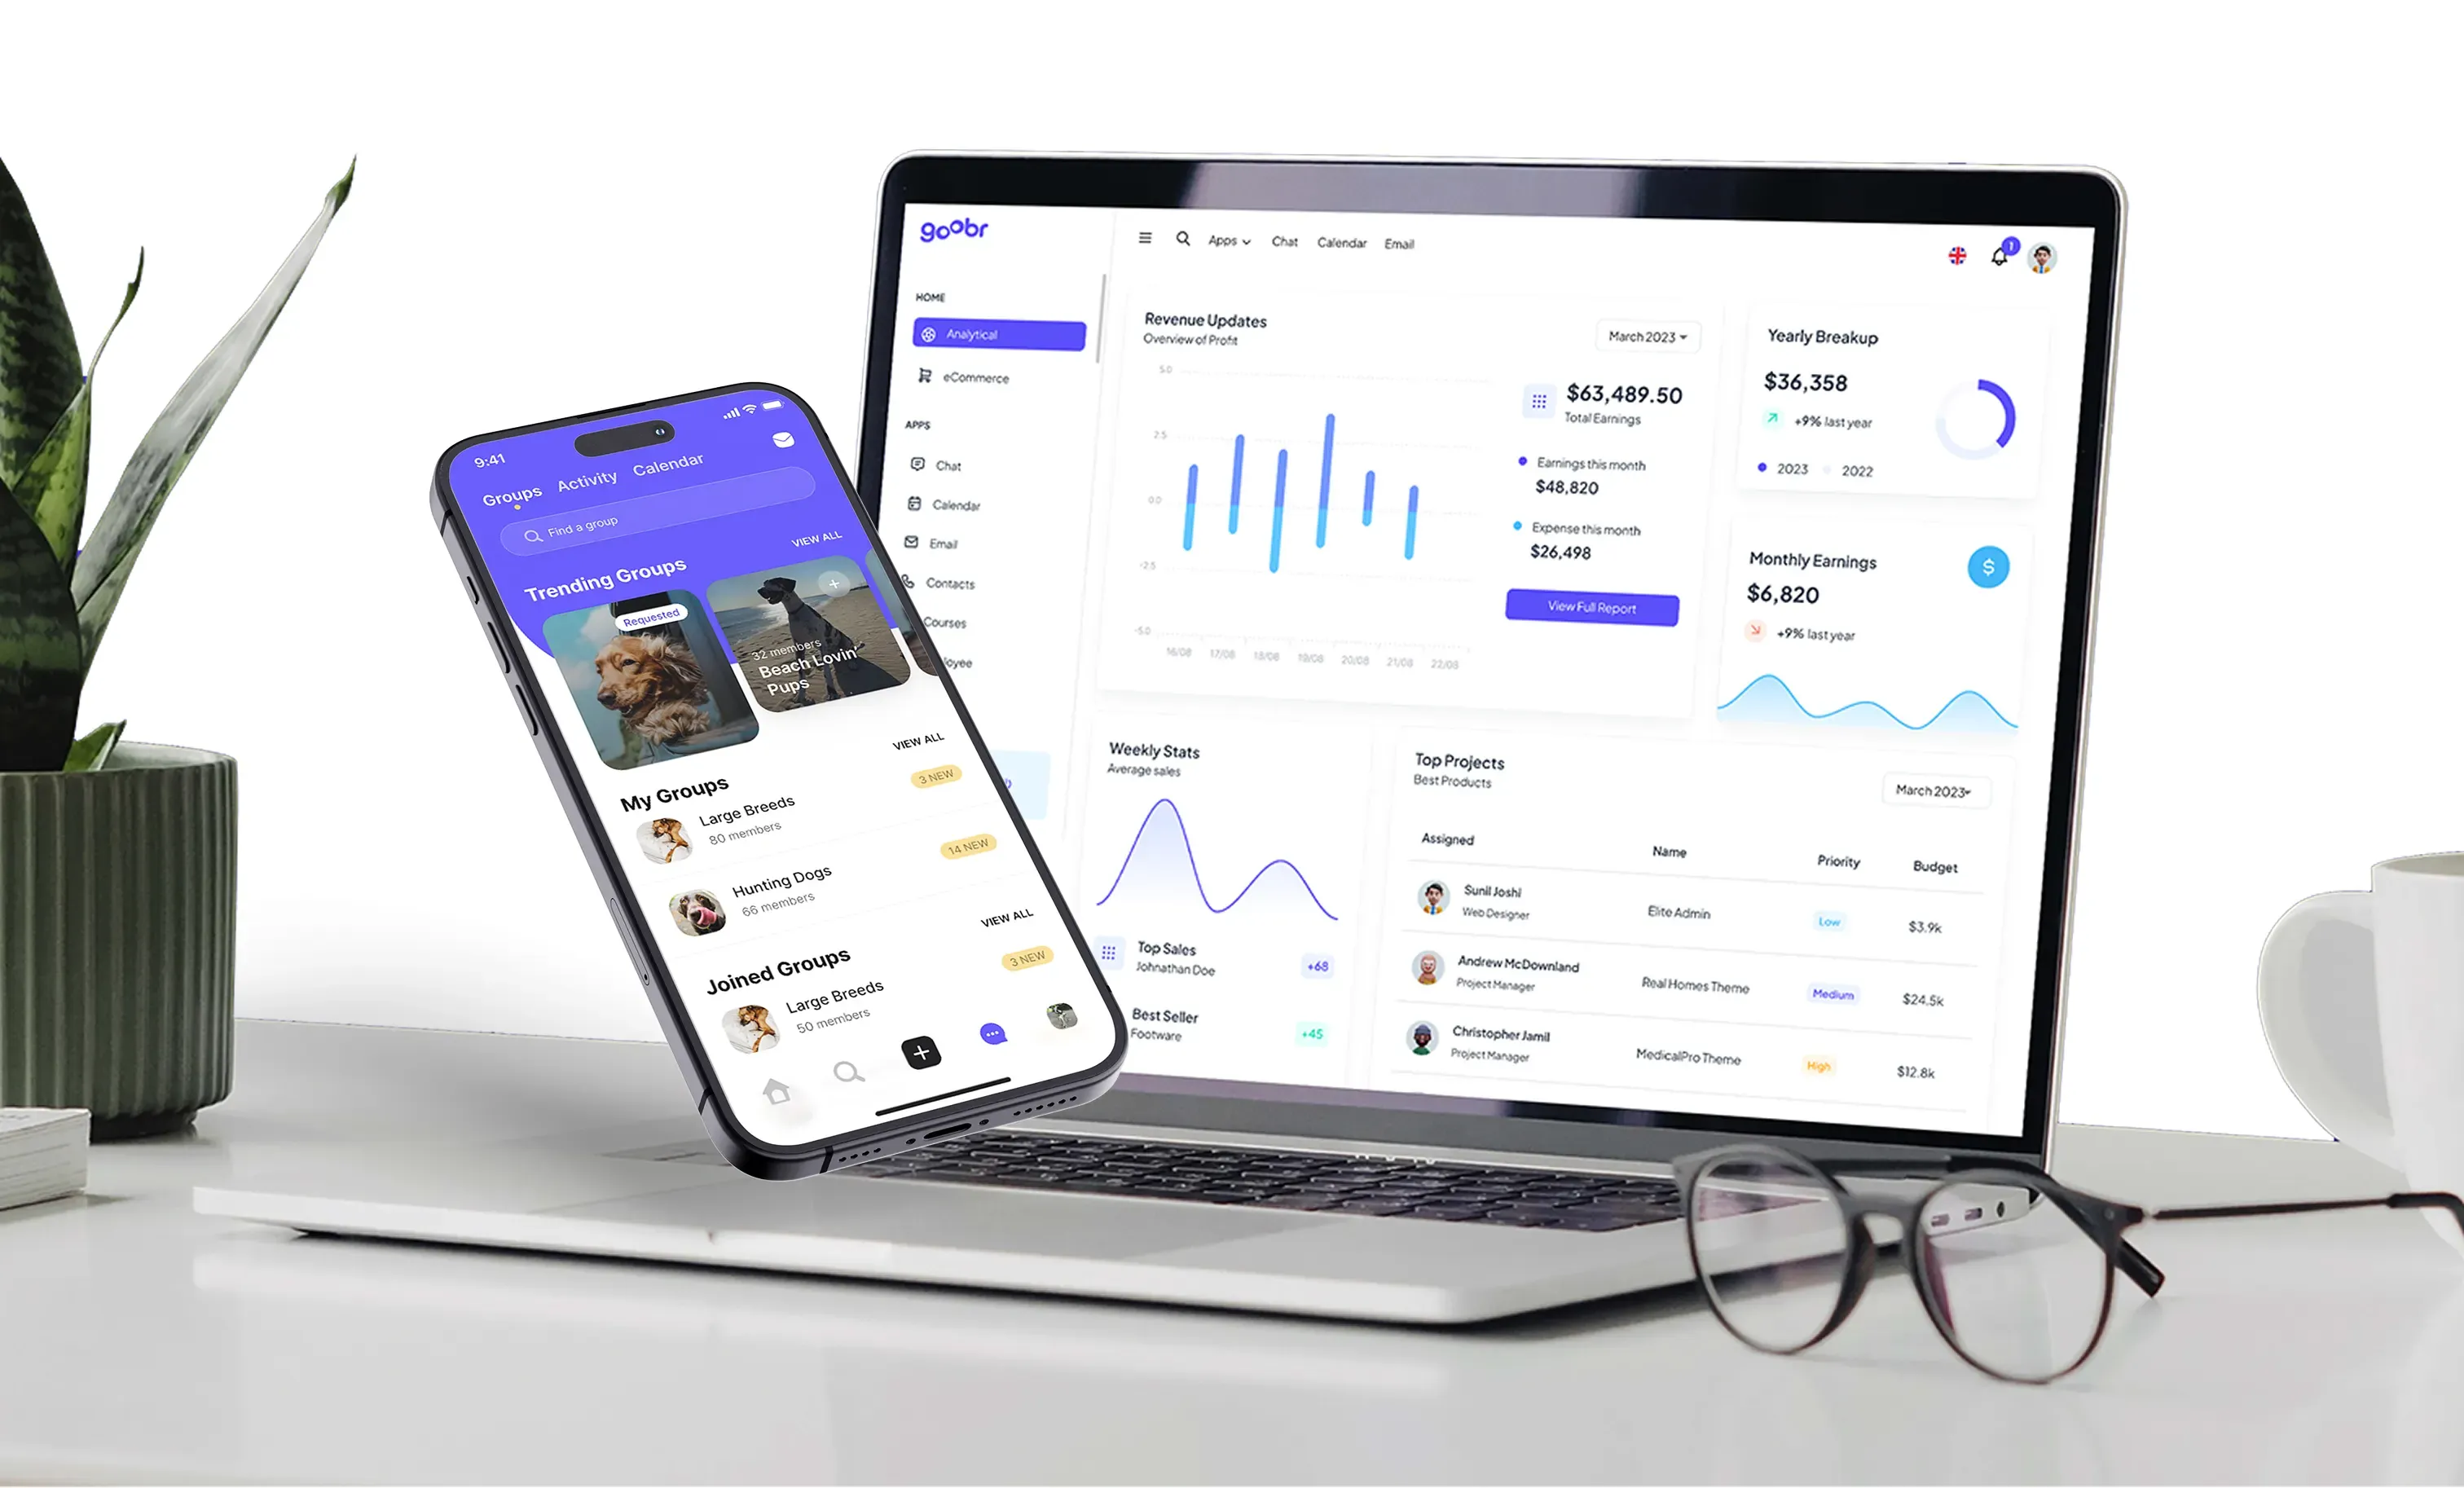 9:41
Groups Activity Calendar
Find a group
Trending Groups
VIEW ALL
Requested
32 members
Beach Lovin'
Pups
My Groups
VIEW ALL
Large Breeds
80 members
3 NEW
Hunting Dogs
66 members
14 NEW
Joined Groups
VIEW ALL
Large Breeds
50 members
3 NEW
goobr
HOME
Analytical
eCommerce
APPS
Chat
Calendar
Email
Contacts
Courses
Apps Chat Calendar Email
1
Revenue Updates
Overview of Profit
March 2023
5.0
2.5
0.0
-2.5
-5.0
16/08 17/08 18/08 19/08 20/08 21/08 22/08
$63,489.50
Total Earnings
Earnings this month
$48,820
Expense this month
$26,498
View Full Report
Yearly Breakup
$36,358
+9% last year
2023 2022
Monthly Earnings
$
$6,820
+9% last year
Weekly Stats
Average sales
Top Sales
Johnathan Doe
+68
Best Seller
Footware
+45
Top Projects
Best Products
March 2023
Assigned Name Priority Budget
Sunil Joshi
Web Designer
Elite Admin Low $3.9k
Andrew McDownland
Project Manager
Real Homes Theme Medium $24.5k
Christopher Jamil
Project Manager
MedicalPro Theme High $12.8k